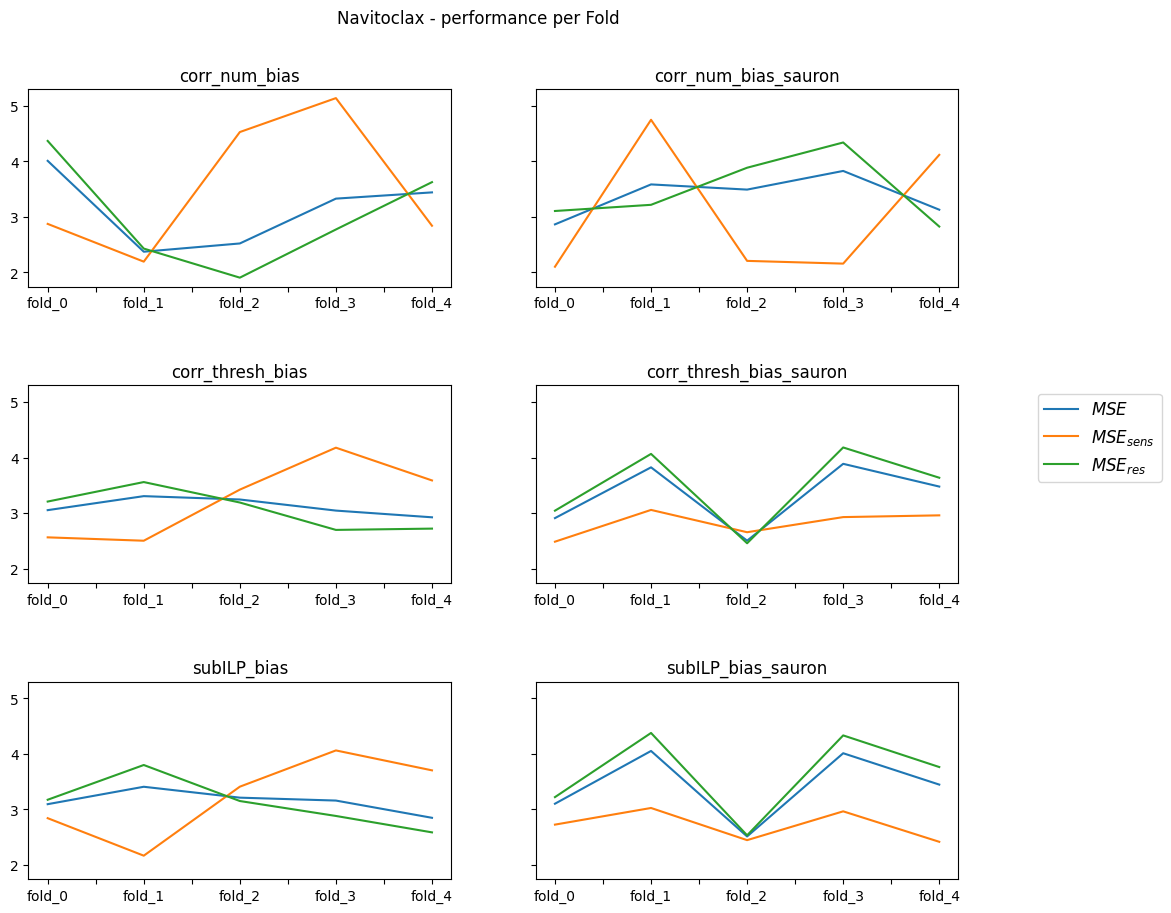 Navitoclax - performance per Fold
corr_num_bias
corr_num_bias_sauron
5
4
3
2
fold_0 fold_1 fold_2 fold_3 fold_4
fold_0 fold_1 fold_2 fold_3 fold_4
corr_thresh_bias
corr_thresh_bias_sauron
5
4
3
2
fold_0 fold_1 fold_2 fold_3 fold_4
fold_0 fold_1 fold_2 fold_3 fold_4
MSE
MSE_sens
MSE_res
subILP_bias
subILP_bias_sauron
5
4
3
2
fold_0 fold_1 fold_2 fold_3 fold_4
fold_0 fold_1 fold_2 fold_3 fold_4